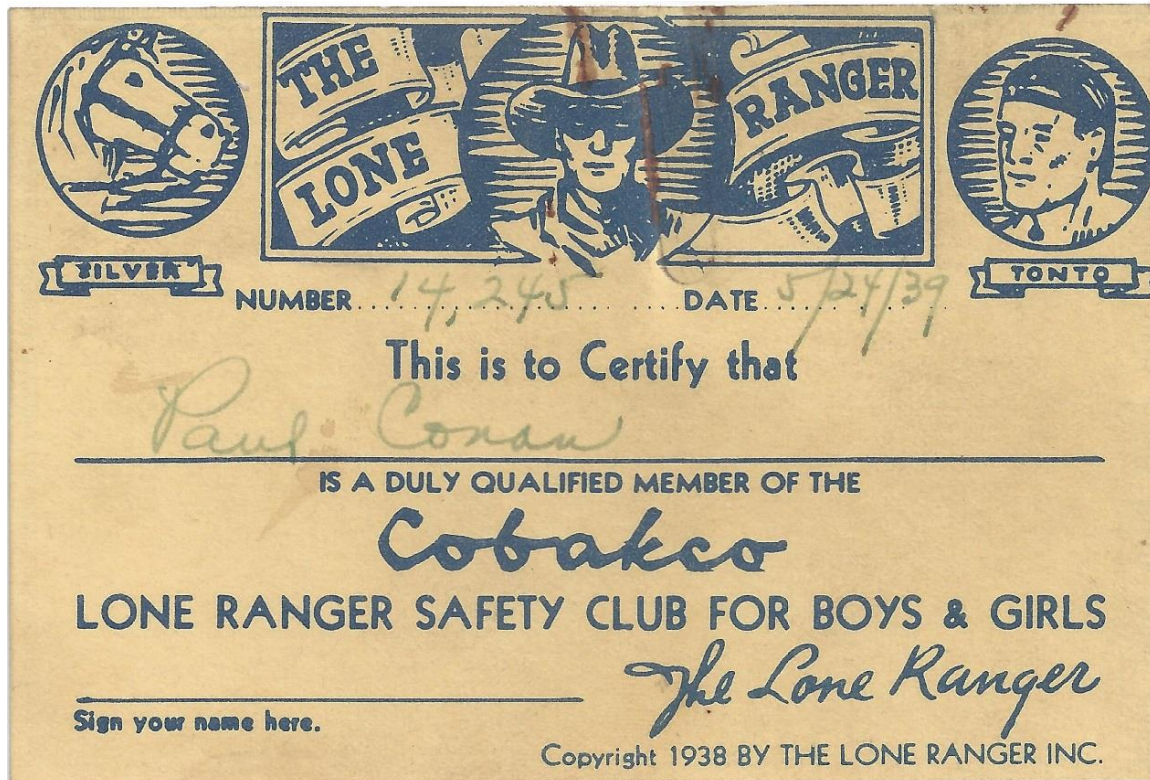 THE LONE RANGER
SILVER
TONTO
NUMBER 14,245 DATE 5/24/39
This is to Certify that
Paul Conan
IS A DULY QUALIFIED MEMBER OF THE
Cobakco
LONE RANGER SAFETY CLUB FOR BOYS & GIRLS
The Lone Ranger
Sign your name here.
Copyright 1938 BY THE LONE RANGER INC.